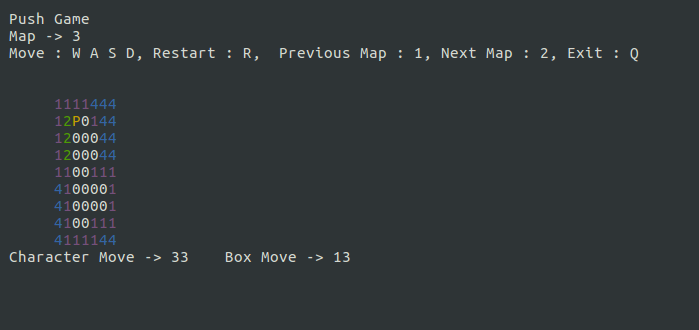 Push Game
Map -> 3
Move : W A S D, Restart : R,  Previous Map : 1, Next Map : 2, Exit : Q
1111444
12P0144
1200044
1200044
1100111
4100001
4100001
4100111
4111144
Character Move -> 33    Box Move -> 13